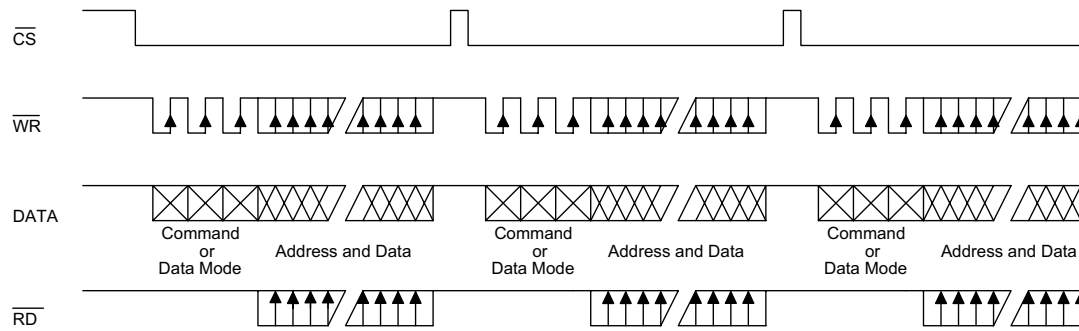 CS
WR
DATA
Command
or
Data Mode
Address and Data
Command
or
Data Mode
Address and Data
Command
or
Data Mode
Address and Data
RD